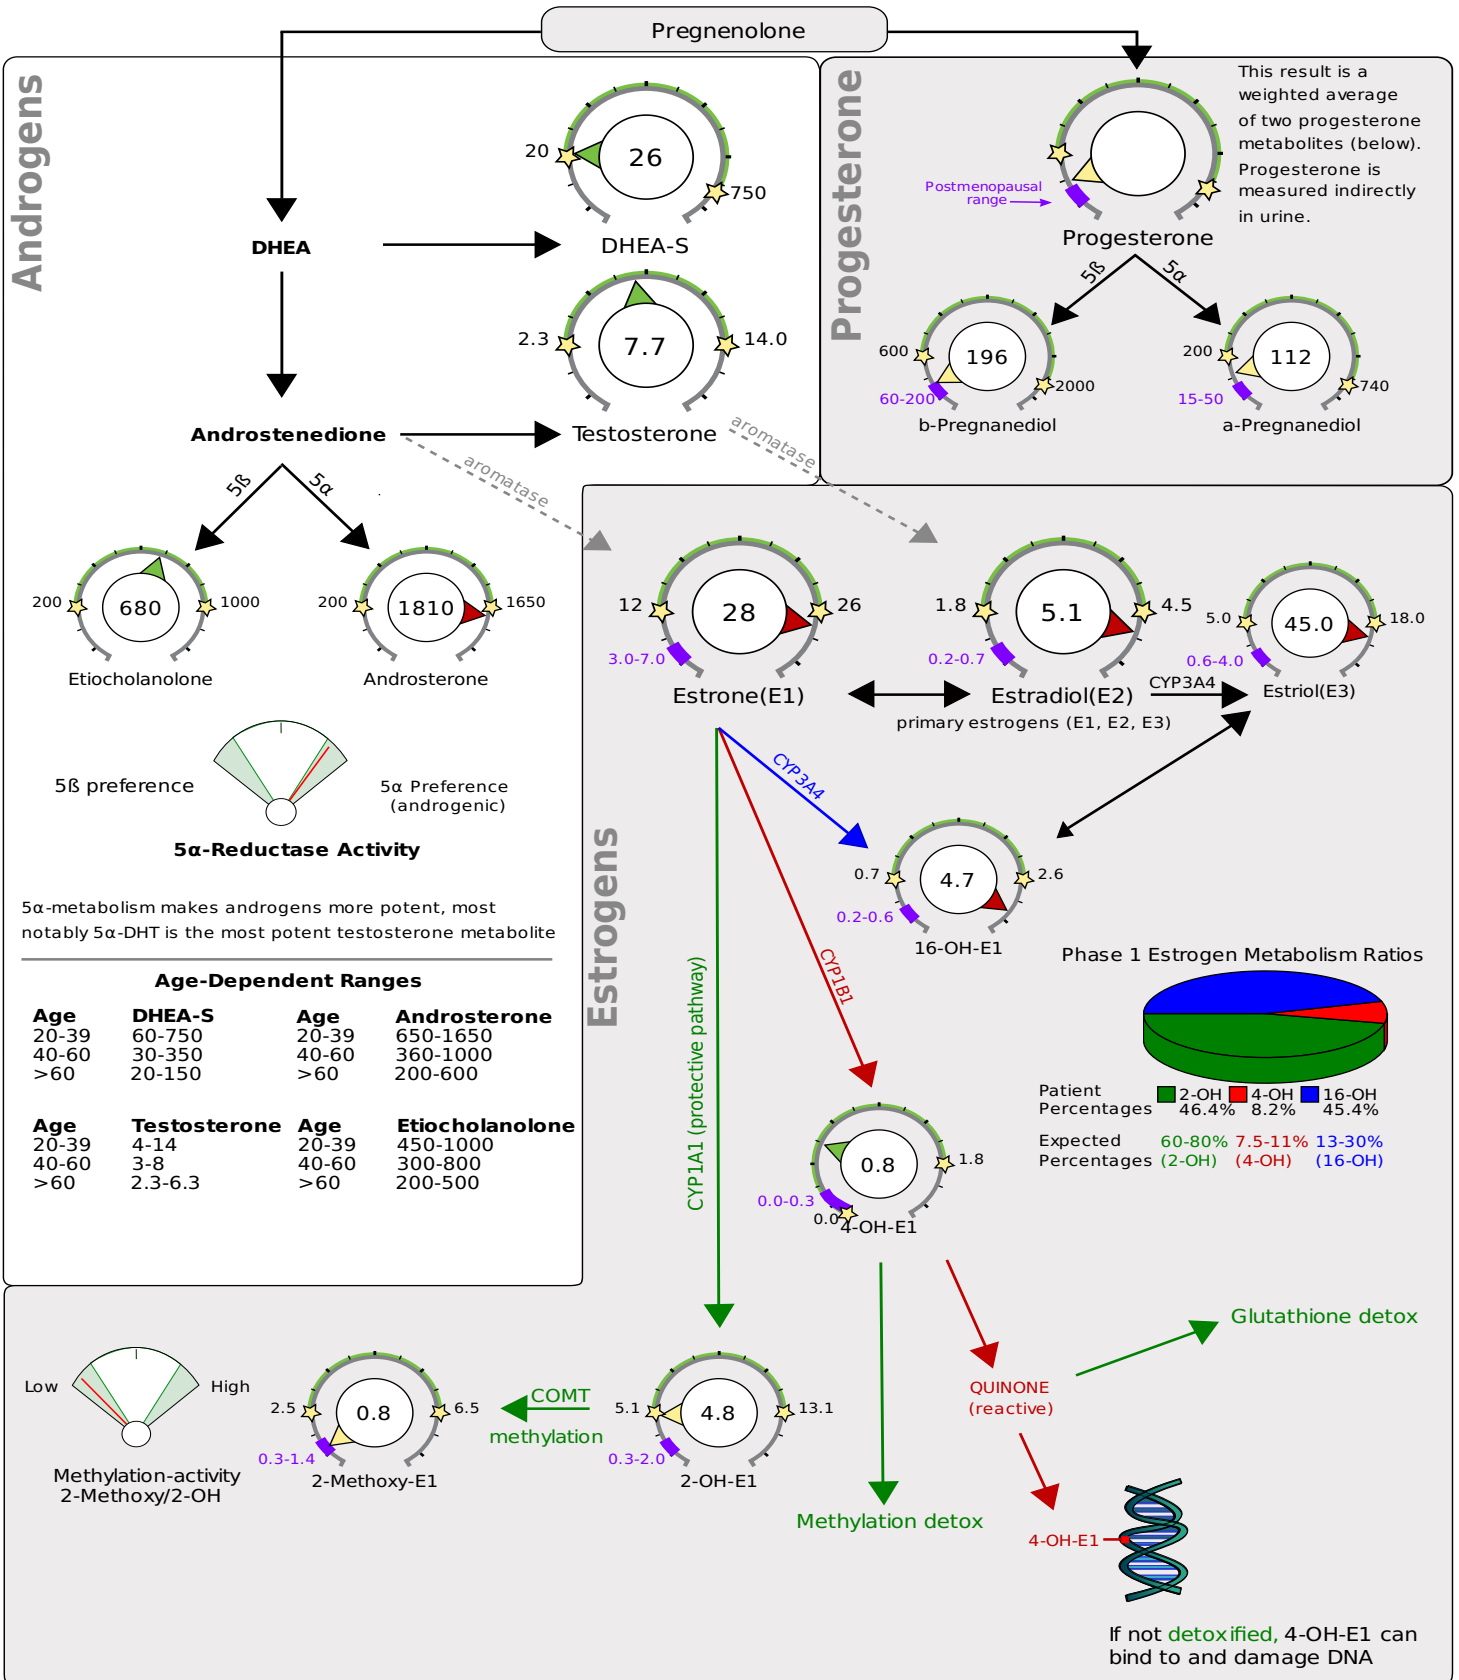 Pregnenolone
Androgens
20
26
750
DHEA-S
DHEA
2.3
7.7
14.0
Testosterone
Androstenedione
aromatase
aromatase
5ß
5α
200
680
1000
Etiocholanolone
200
1810
1650
Androsterone
5ß preference
5α Preference
(androgenic)
5α-Reductase Activity
5α-metabolism makes androgens more potent, most
notably 5α-DHT is the most potent testosterone metabolite
Age-Dependent Ranges
Age DHEA-S Age Androsterone
20-39 60-750 20-39 650-1650
40-60 30-350 40-60 360-1000
>60 20-150 >60 200-600
Age Testosterone Age Etiocholanolone
20-39 4-14 20-39 450-1000
40-60 3-8 40-60 300-800
>60 2.3-6.3 >60 200-500
Progesterone
This result is a
weighted average
of two progesterone
metabolites (below).
Progesterone is
measured indirectly
in urine.
Postmenopausal
range
Progesterone
5ß
5α
600
196
2000
60-200
b-Pregnanediol
200
112
740
15-50
a-Pregnanediol
Estrogens
12
28
26
3.0-7.0
Estrone(E1)
1.8
5.1
4.5
0.2-0.7
Estradiol(E2)
5.0
45.0
18.0
0.6-4.0
Estriol(E3)
CYP3A4
primary estrogens (E1, E2, E3)
CYP3A4
0.7
4.7
2.6
0.2-0.6
16-OH-E1
CYP1B1
CYP1A1 (protective pathway)
Phase 1 Estrogen Metabolism Ratios
Patient
Percentages
2-OH 4-OH 16-OH
46.4% 8.2% 45.4%
Expected
Percentages
60-80% 7.5-11% 13-30%
(2-OH) (4-OH) (16-OH)
0.8
1.8
0.0-0.3
0.0
4-OH-E1
Low
High
Methylation-activity
2-Methoxy/2-OH
2.5
0.8
6.5
0.3-1.4
2-Methoxy-E1
COMT
methylation
5.1
4.8
13.1
0.3-2.0
2-OH-E1
Glutathione detox
QUINONE
(reactive)
Methylation detox
4-OH-E1
If not detoxified, 4-OH-E1 can
bind to and damage DNA